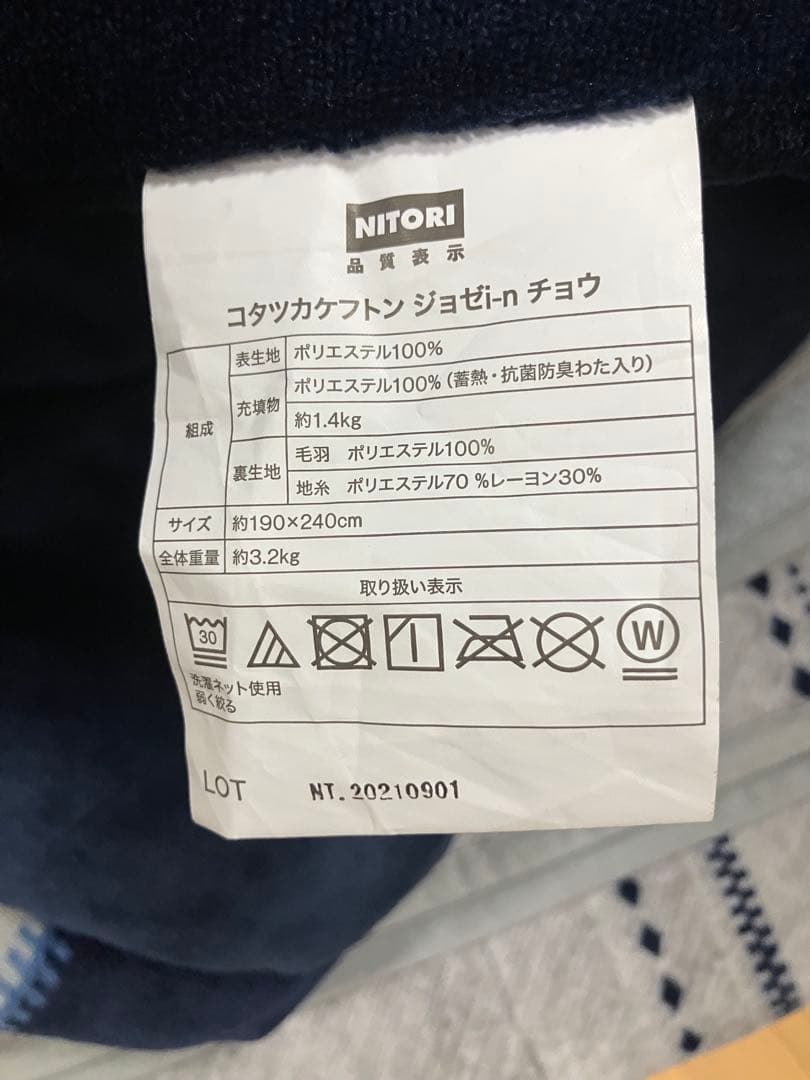 NITORI
品質表示
コタツカケフトン ジョゼi-n チョウ
組成
表生地 ポリエステル100%
充填物 ポリエステル100%（蓄熱・抗菌防臭わた入り）
約1.4kg
裏生地 毛羽 ポリエステル100%
地糸 ポリエステル70 %レーヨン30%
サイズ 約190×240cm
全体重量 約3.2kg
取り扱い表示
30 W
洗濯ネット使用
弱く絞る
LOT NT.20210901